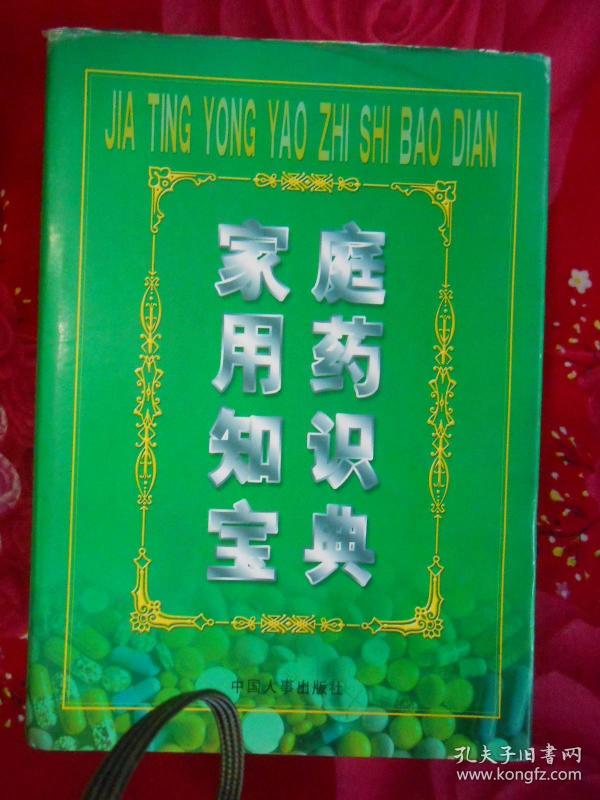 JIA TING YONG YAO ZHI SHI BAO DIAN
家庭
用药
知识
宝典
中国人事出版社
孔夫子旧書网
www.kongfz.com